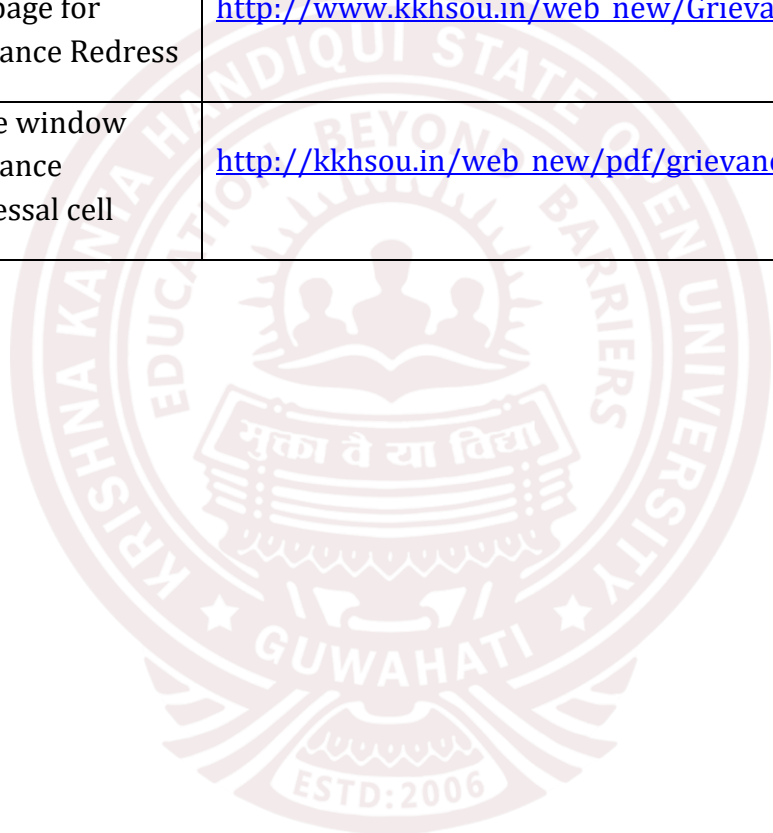 page for
ance Redress
http://www.kkhsou.in/web_new/Grieva
e window
ance
essal cell
http://kkhsou.in/web_new/pdf/grievanc
KRISHNA KANTA HANDIQUI STATE OPEN UNIVERSITY
EDUCATION BEYOND BARRIERS
मुक्ता वै या विद्या
★ GUWAHATI ★
ESTD:2006